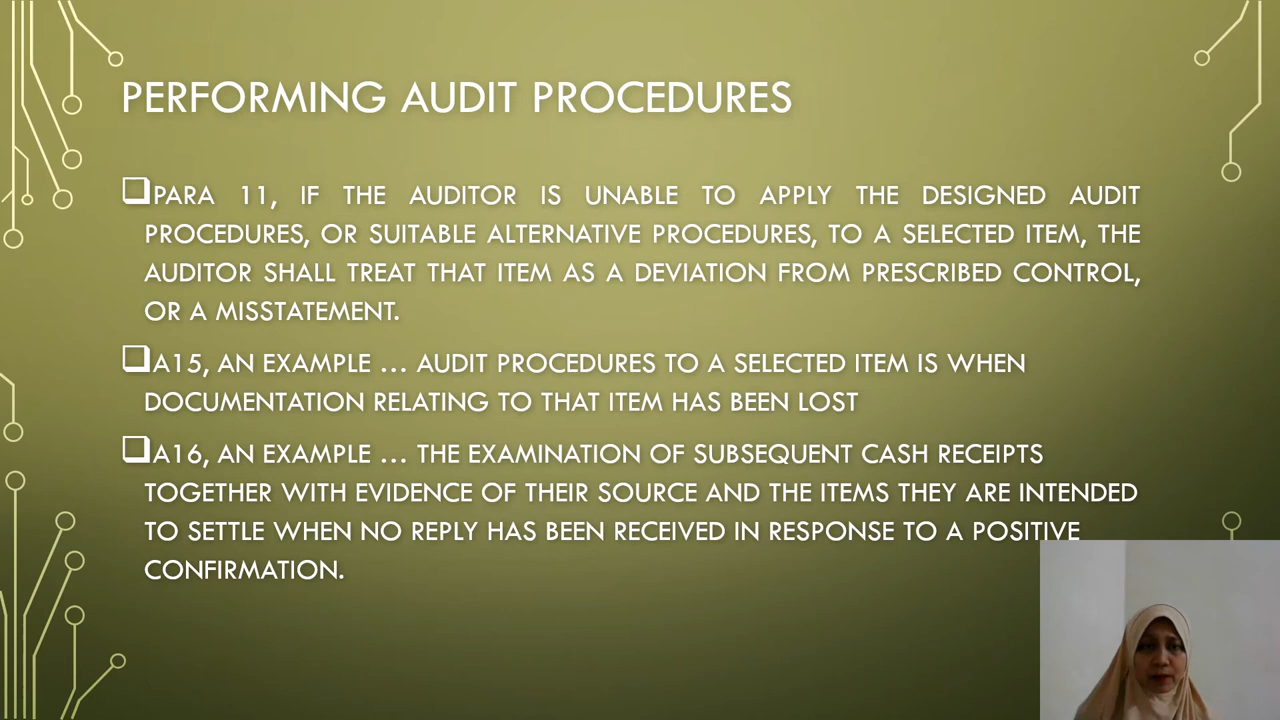 PERFORMING AUDIT PROCEDURES
PARA 11, IF THE AUDITOR IS UNABLE TO APPLY THE DESIGNED AUDIT
PROCEDURES, OR SUITABLE ALTERNATIVE PROCEDURES, TO A SELECTED ITEM, THE
AUDITOR SHALL TREAT THAT ITEM AS A DEVIATION FROM PRESCRIBED CONTROL,
OR A MISSTATEMENT.
A15, AN EXAMPLE … AUDIT PROCEDURES TO A SELECTED ITEM IS WHEN
DOCUMENTATION RELATING TO THAT ITEM HAS BEEN LOST
A16, AN EXAMPLE … THE EXAMINATION OF SUBSEQUENT CASH RECEIPTS
TOGETHER WITH EVIDENCE OF THEIR SOURCE AND THE ITEMS THEY ARE INTENDED
TO SETTLE WHEN NO REPLY HAS BEEN RECEIVED IN RESPONSE TO A POSITIVE
CONFIRMATION.